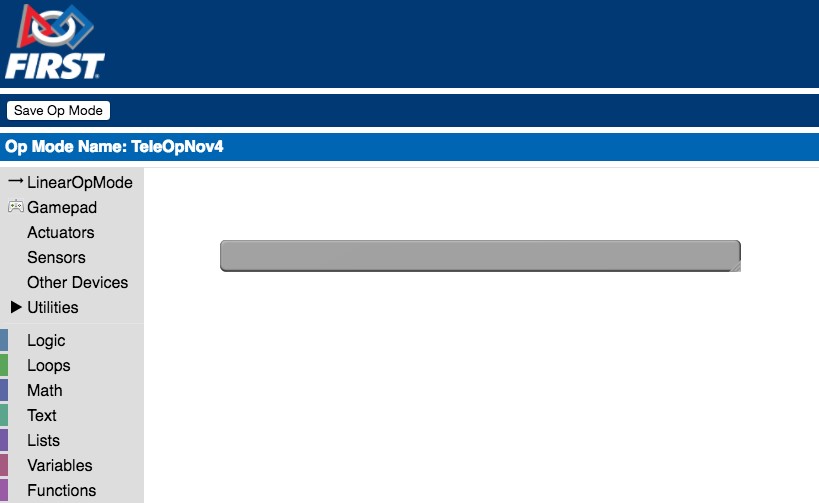 FIRST
Save Op Mode
Op Mode Name: TeleOpNov4
LinearOpMode
Gamepad
Actuators
Sensors
Other Devices
Utilities
Logic
Loops
Math
Text
Lists
Variables
Functions